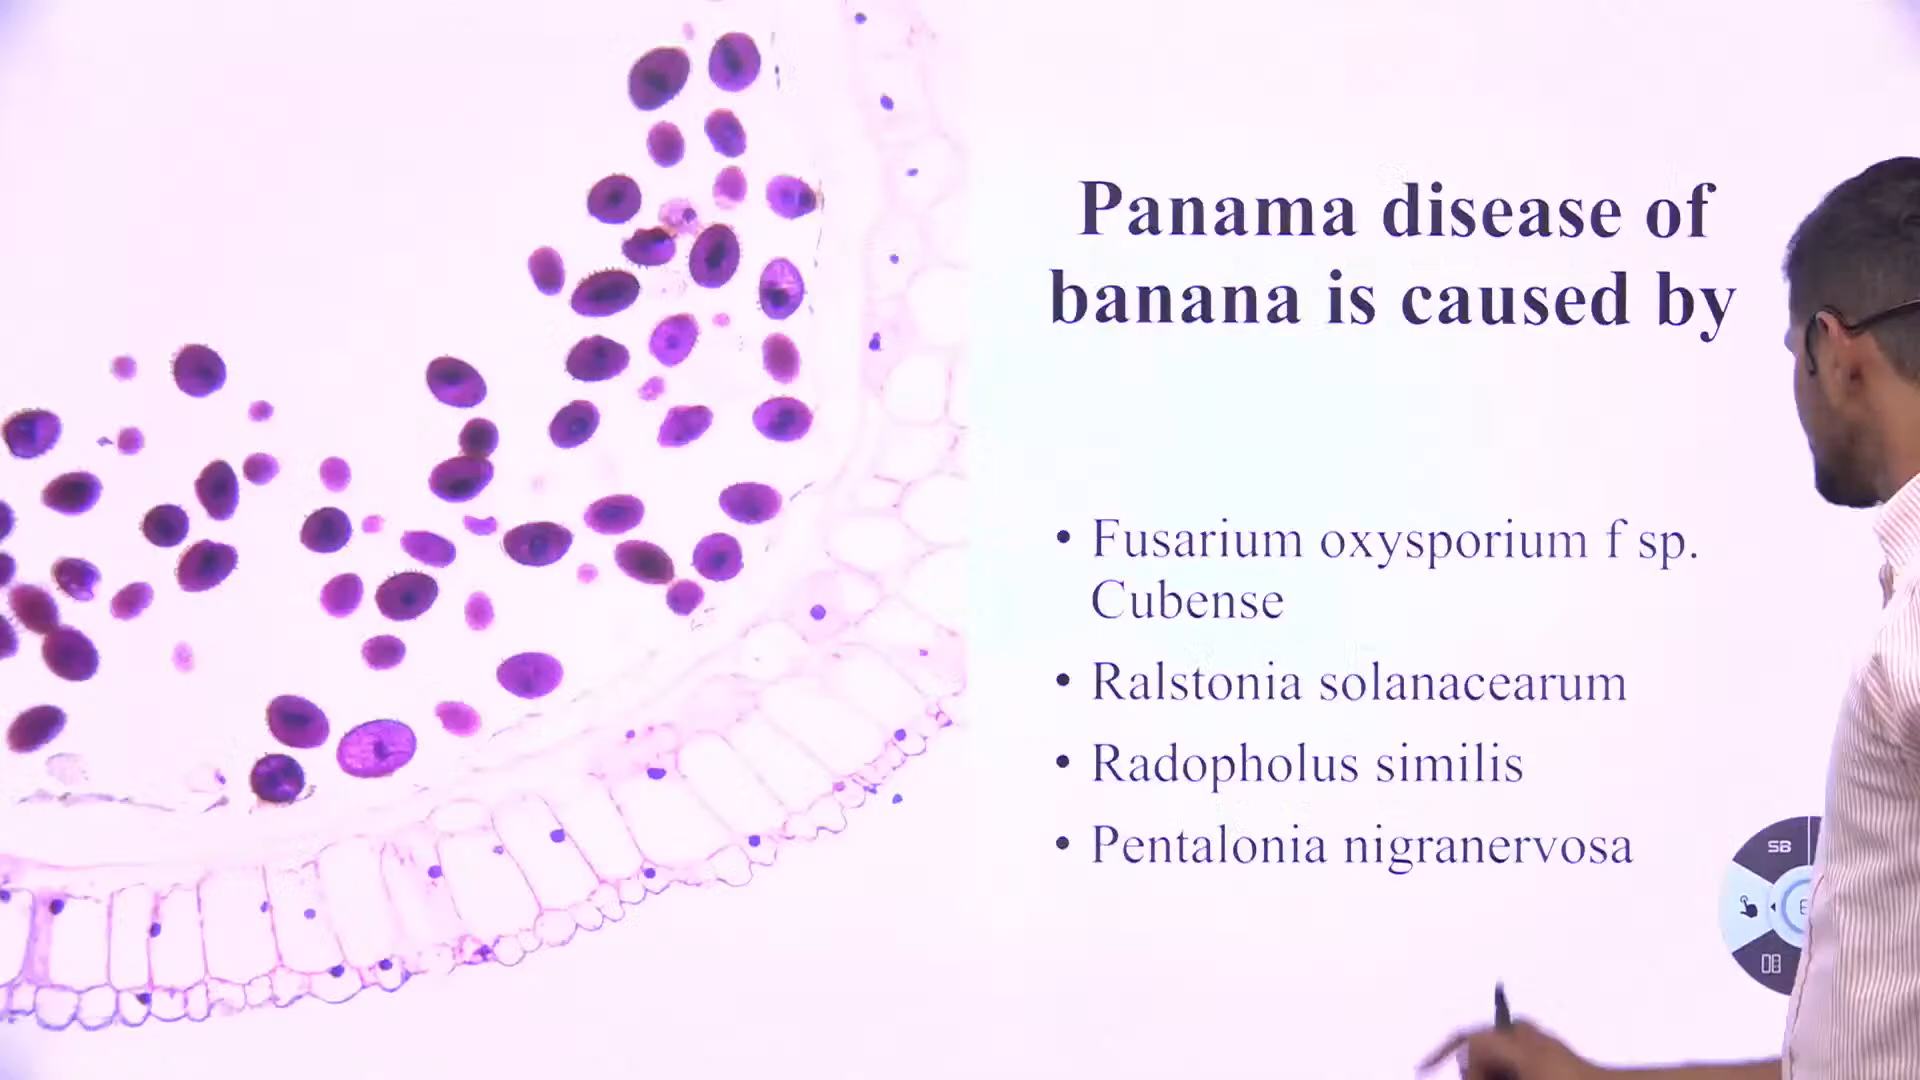 Panama disease of
banana is caused by
• Fusarium oxysporium f sp.
Cubense
• Ralstonia solanacearum
• Radopholus similis
• Pentalonia nigranervosa
SB
E